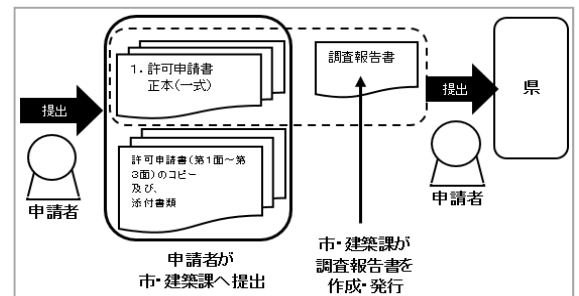 1. 許可申請書
正本(一式)
調査報告書
提出
提出
県
許可申請書(第1面～第
3面)のコピー
及び、
添付書類
申請者
申請者
申請者が
市・建築課へ提出
市・建築課が
調査報告書を
作成・発行